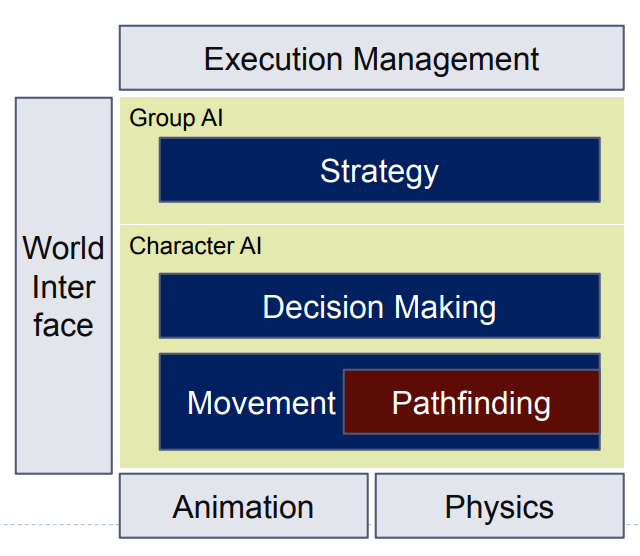 Execution Management
Group AI
Strategy
World
Inter
face
Character AI
Decision Making
Movement
Pathfinding
Animation
Physics